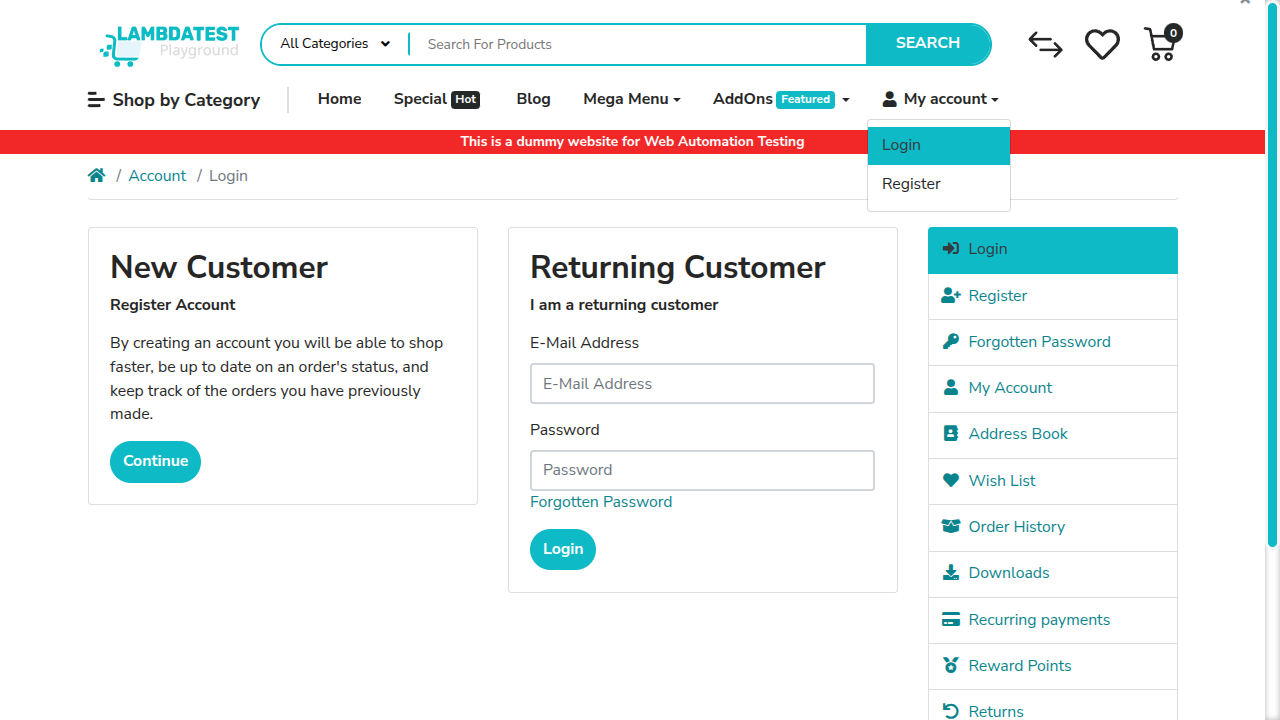 LAMBDATEST
Playground
All Categories
Search For Products
SEARCH
0
Shop by Category
Home
Special Hot
Blog
Mega Menu
AddOns Featured
My account
This is a dummy website for Web Automation Testing
Login
Register
/ Account / Login
New Customer
Register Account
By creating an account you will be able to shop
faster, be up to date on an order's status, and
keep track of the orders you have previously
made.
Continue
Returning Customer
I am a returning customer
E-Mail Address
E-Mail Address
Password
Password
Forgotten Password
Login
Login
Register
Forgotten Password
My Account
Address Book
Wish List
Order History
Downloads
Recurring payments
Reward Points
Returns